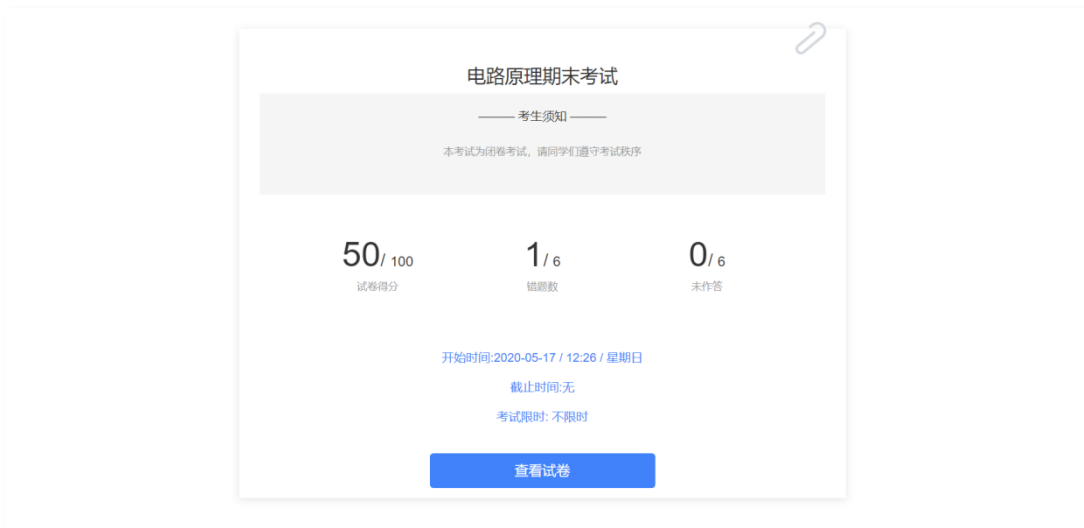 电路原理期末考试
——— 考生须知 ———
本考试为闭卷考试，请同学们遵守考试秩序
50/ 100 1/ 6 0/ 6
试卷得分 错题数 未作答
开始时间:2020-05-17 / 12:26 / 星期日
截止时间:无
考试限时: 不限时
查看试卷